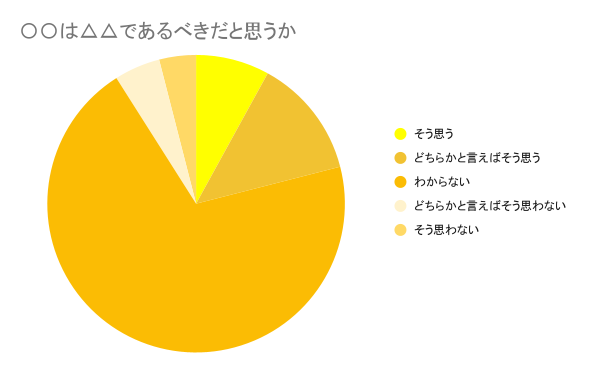 〇〇は△△であるべきだと思うか
そう思う
どちらかと言えばそう思う
わからない
どちらかと言えばそう思わない
そう思わない